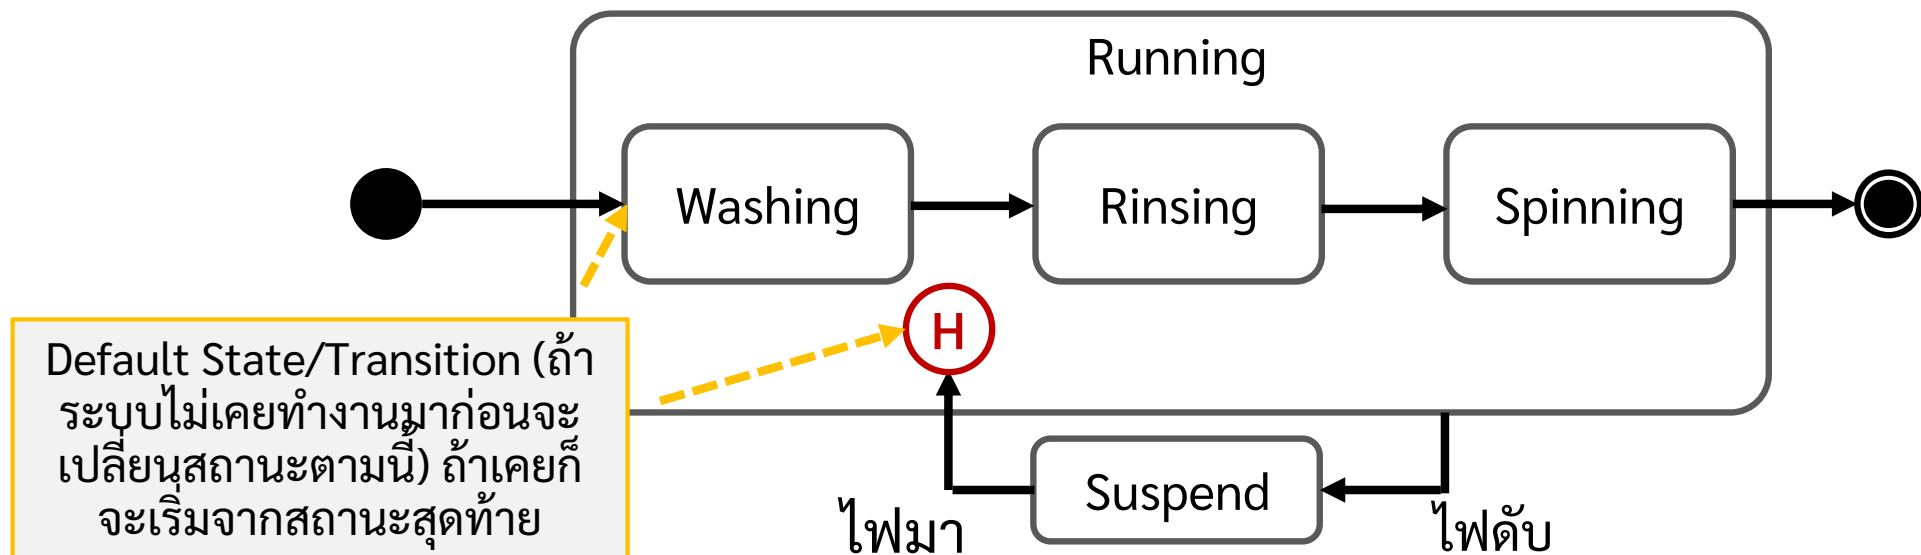 Running
Washing
Rinsing
Spinning
H
Default State/Transition (ถ้า
ระบบไม่เคยทำงานมาก่อนจะ
เปลี่ยนสถานะตามนี้) ถ้าเคยก็
จะเริ่มจากสถานะสุดท้าย
Suspend
ไฟมา
ไฟดับ